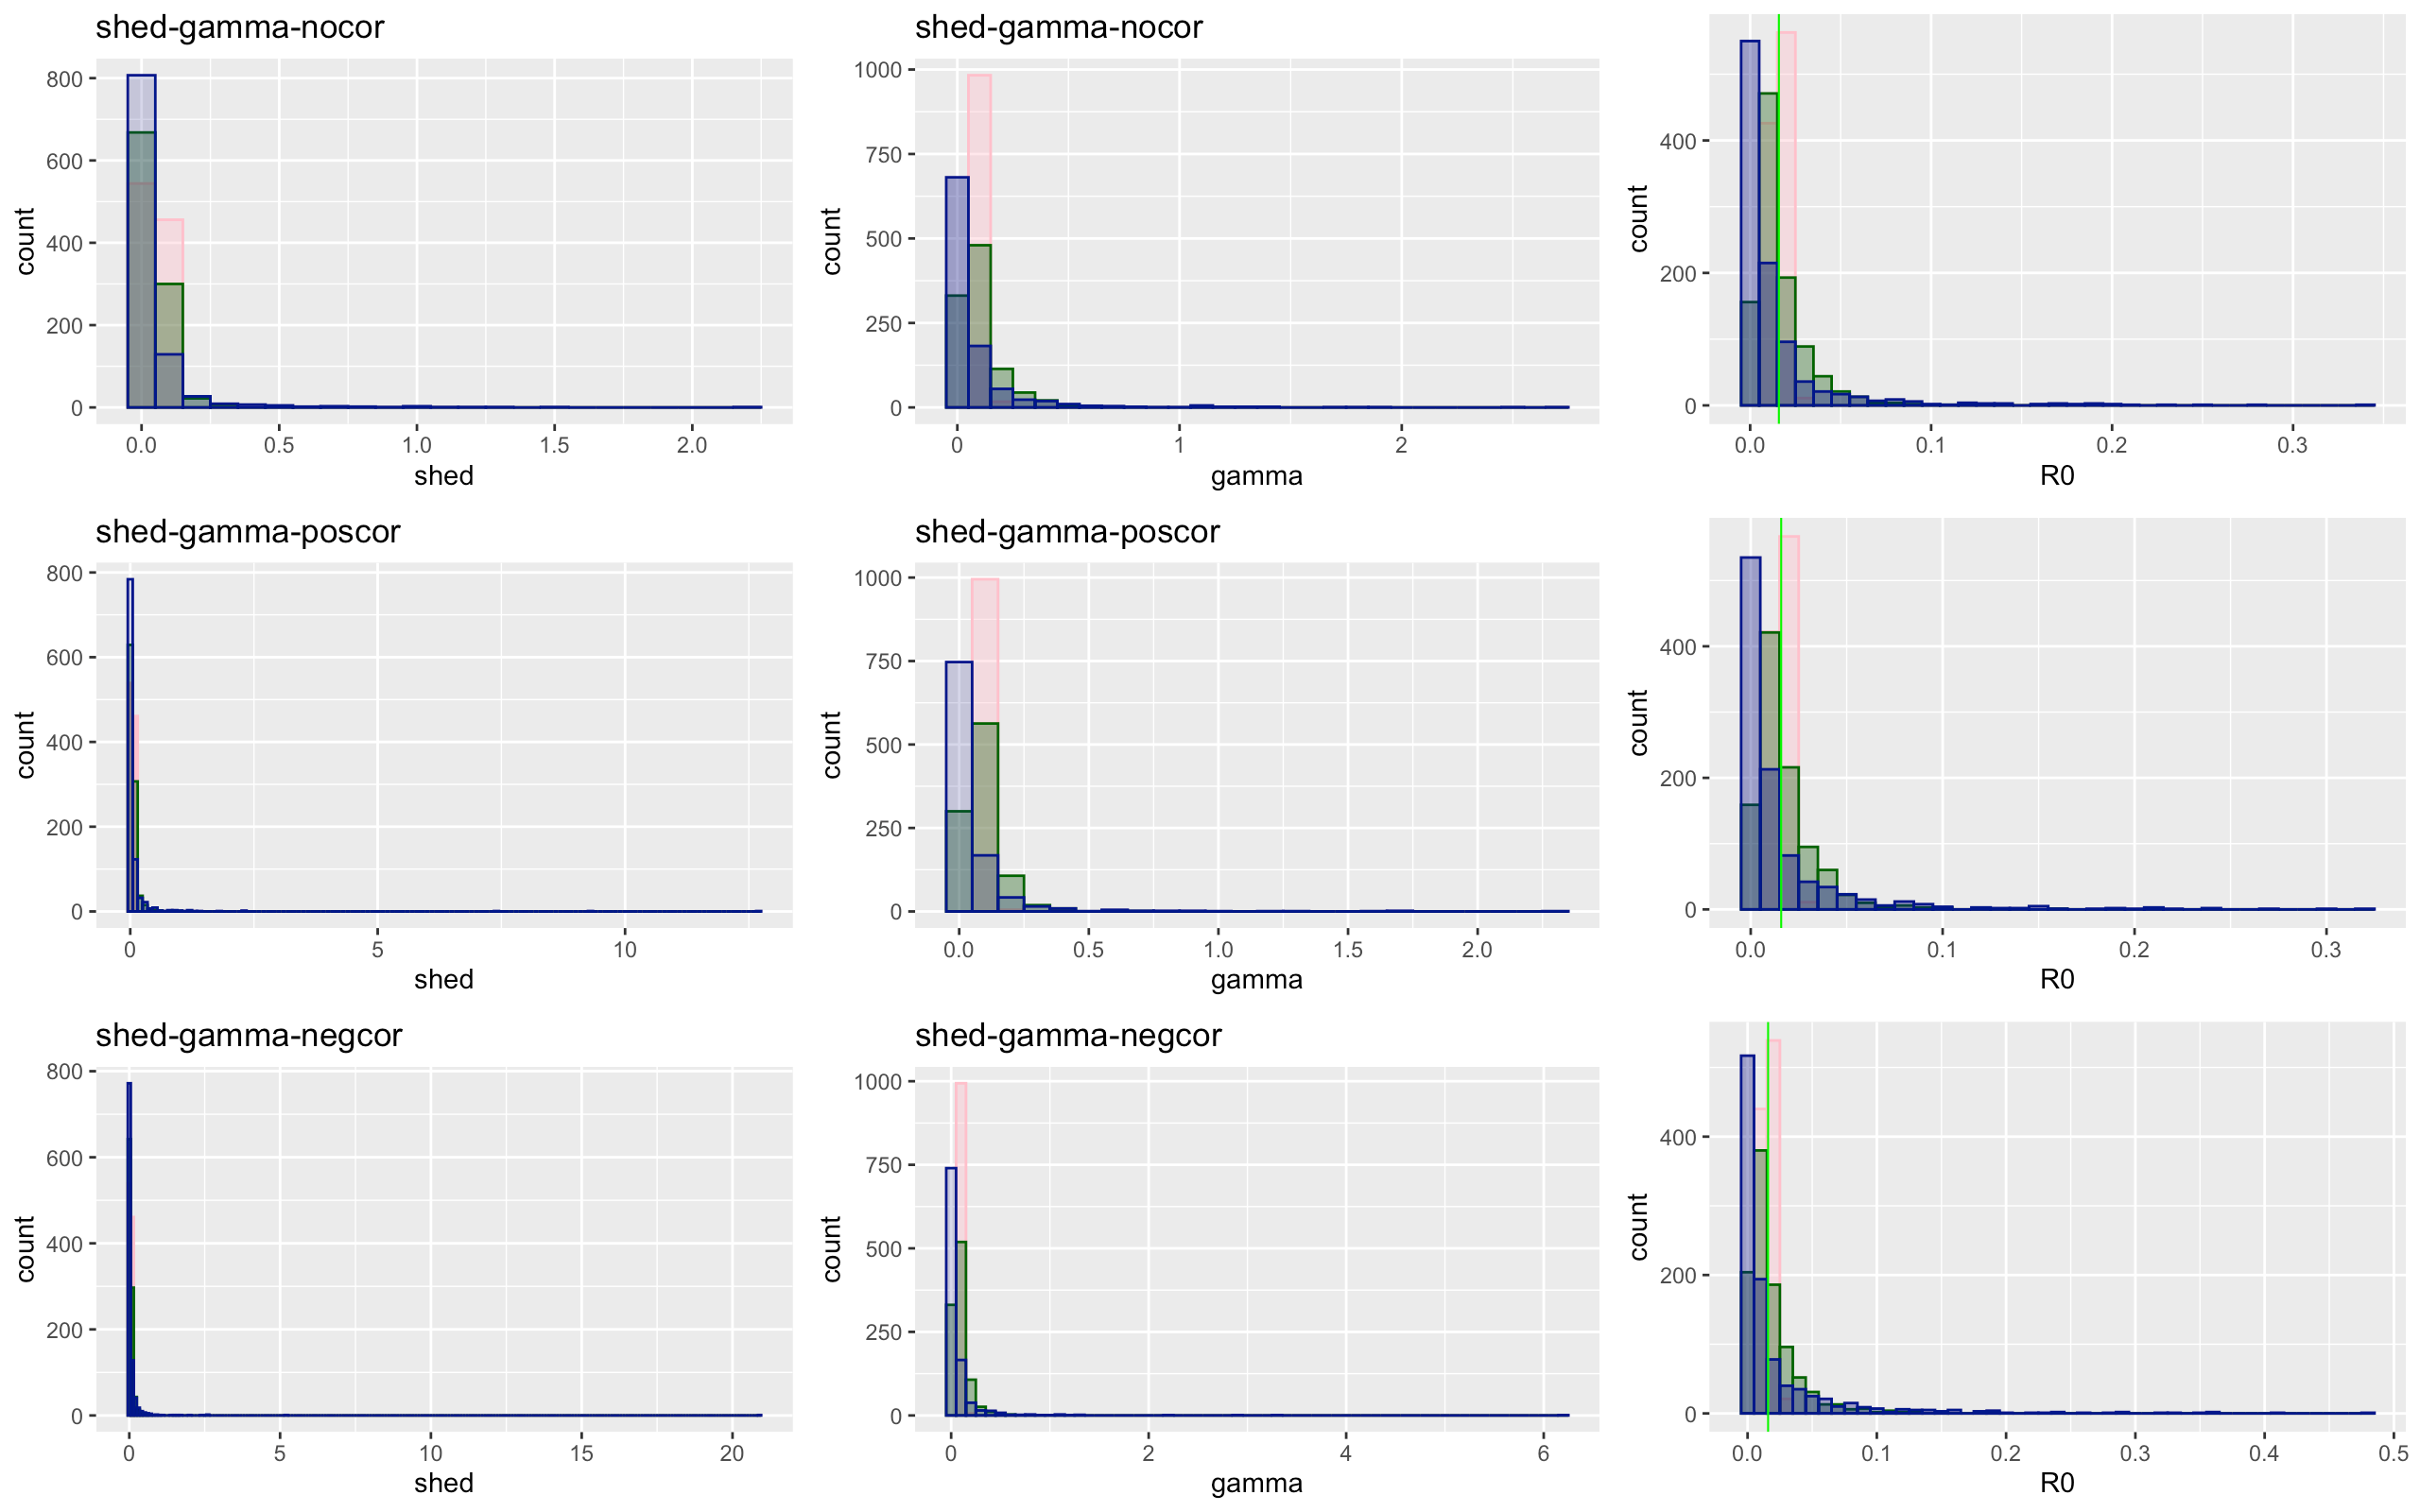 shed-gamma-nocor
800
600
400
200
0
count
0.0 0.5 1.0 1.5 2.0
shed
shed-gamma-nocor
1000
750
500
250
0
count
0 1 2
gamma
400
200
0
count
0.0 0.1 0.2 0.3
R0
shed-gamma-poscor
800
600
400
200
0
count
0 5 10
shed
shed-gamma-poscor
1000
750
500
250
0
count
0.0 0.5 1.0 1.5 2.0
gamma
400
200
0
count
0.0 0.1 0.2 0.3
R0
shed-gamma-negcor
800
600
400
200
0
count
0 5 10 15 20
shed
shed-gamma-negcor
1000
750
500
250
0
count
0 2 4 6
gamma
400
200
0
count
0.0 0.1 0.2 0.3 0.4 0.5
R0